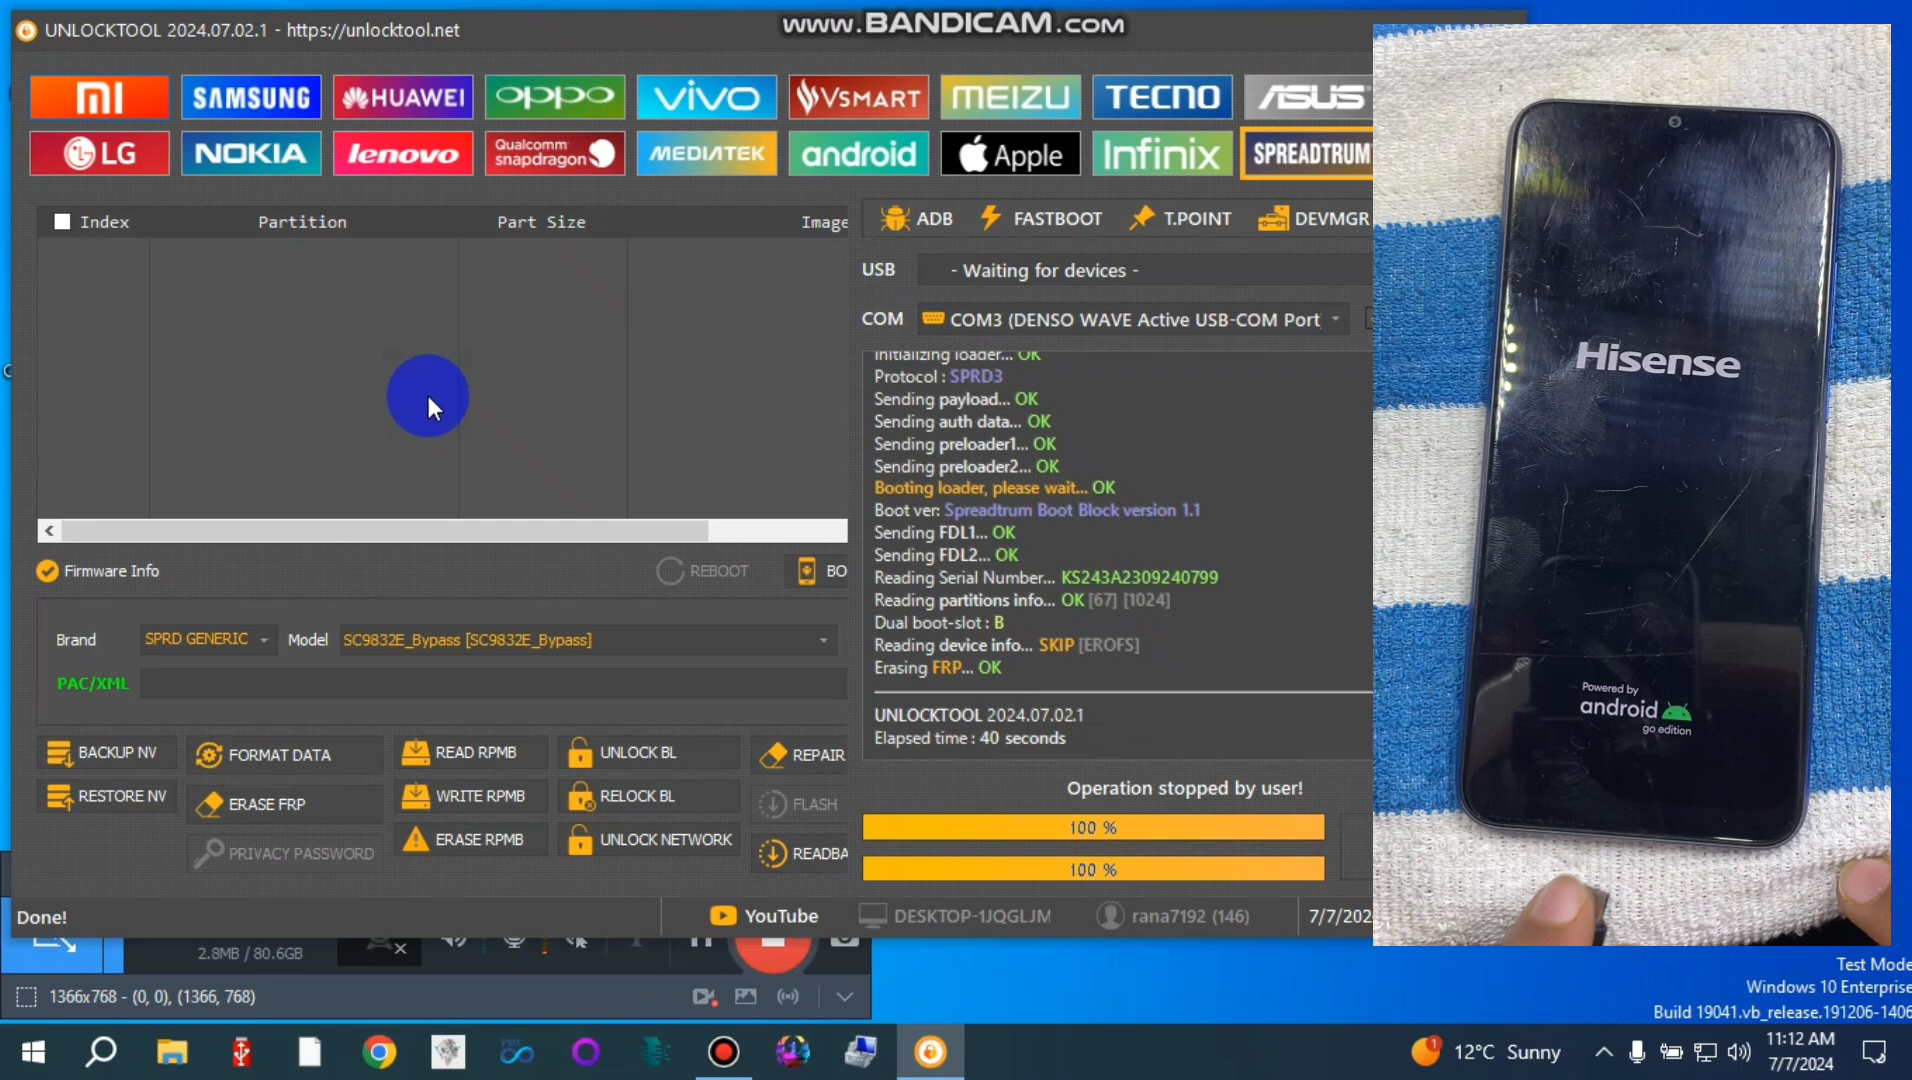 UNLOCKTOOL 2024.07.02.1 - https://unlocktool.net
www.BANDICAM.com
mi SAMSUNG HUAWEI oppo vivo VSMART MEIZU TECNO ASUS
LG NOKIA lenovo Qualcomm snapdragon MEDIATEK android Apple Infinix SPREADTRUM
Index Partition Part Size Image
ADB FASTBOOT T.POINT DEVMGR
USB - Waiting for devices -
COM COM3 (DENSO WAVE Active USB-COM Port)
Initializing loader... OK
Protocol : SPRD3
Sending payload... OK
Sending auth data... OK
Sending preloader1... OK
Sending preloader2... OK
Booting loader, please wait... OK
Boot ver: Spreadtrum Boot Block version 1.1
Sending FDL1... OK
Sending FDL2... OK
Reading Serial Number... KS243A2309240799
Reading partitions info... OK [67] [1024]
Dual boot-slot : B
Reading device info... SKIP [EROFS]
Erasing FRP... OK
UNLOCKTOOL 2024.07.02.1
Elapsed time : 40 seconds
Operation stopped by user!
100 %
100 %
Firmware Info REBOOT BO
Brand SPRD GENERIC Model SC9832E_Bypass [SC9832E_Bypass]
PAC/XML
BACKUP NV FORMAT DATA READ RPMB UNLOCK BL REPAIR
RESTORE NV ERASE FRP WRITE RPMB RELOCK BL FLASH
PRIVACY PASSWORD ERASE RPMB UNLOCK NETWORK READBA
Done! YouTube DESKTOP-1JQGLJM rana7192 (146) 7/7/202
2.8MB / 80.6GB
1366x768 - (0, 0), (1366, 768)
Hisense
Powered by
android
go edition
Test Mode
Windows 10 Enterprise
Build 19041.vb_release.191206-1406
12°C Sunny
11:12 AM
7/7/2024